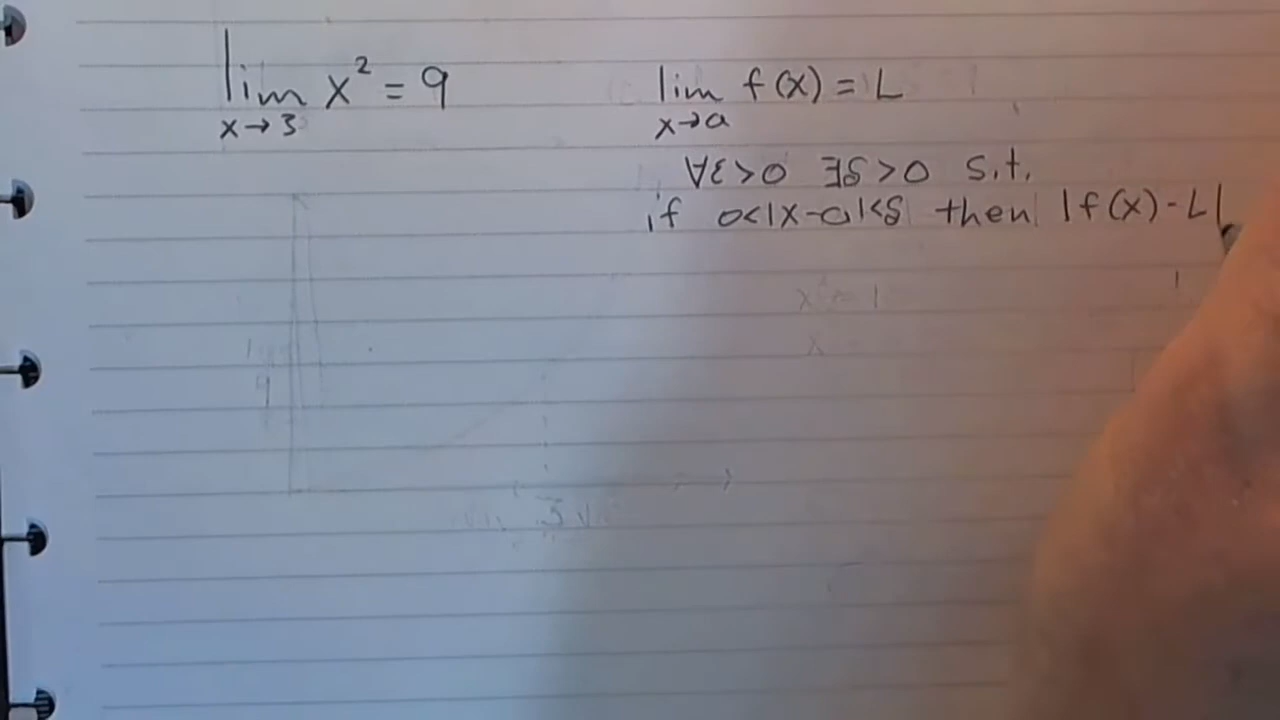 lim x² = 9
x→3
lim f(x) = L
x→a
∀ε>0 ∃δ>0 s.t.
if 0<|x-a|<δ then |f(x)-L|